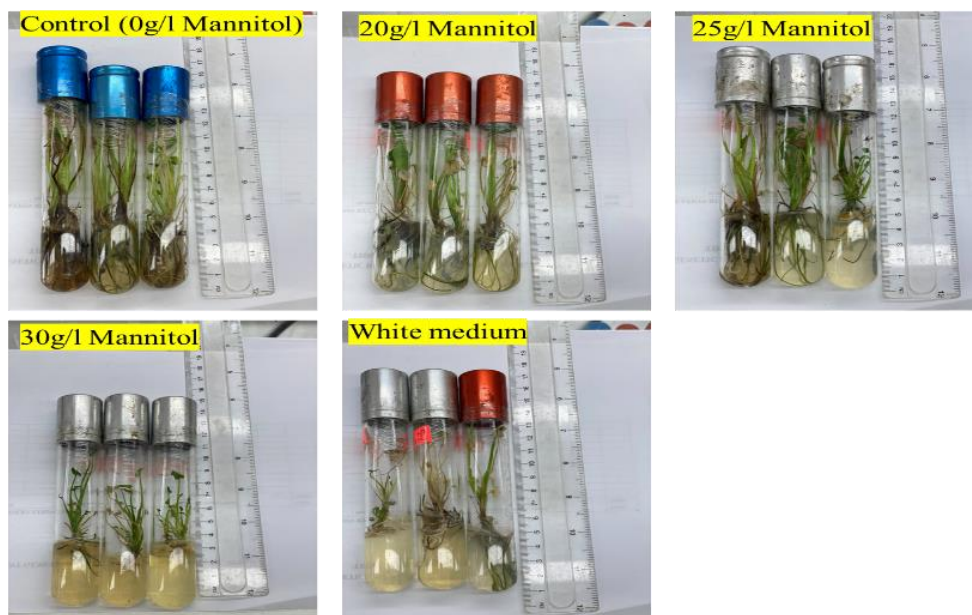 Control (0g/l Mannitol)
20g/l Mannitol
25g/l Mannitol
30g/l Mannitol
White medium